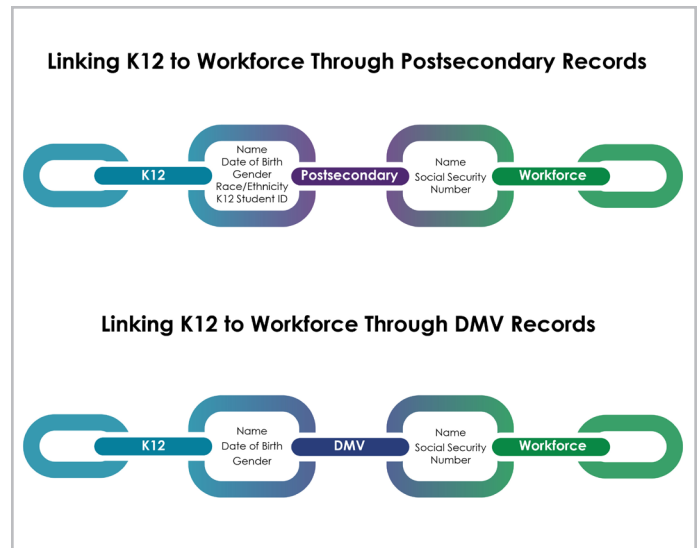 Linking K12 to Workforce Through Postsecondary Records
K12
Name
Date of Birth
Gender
Race/Ethnicity
K12 Student ID
Postsecondary
Name
Social Security
Number
Workforce
Linking K12 to Workforce Through DMV Records
K12
Name
Date of Birth
Gender
DMV
Name
Social Security
Number
Workforce